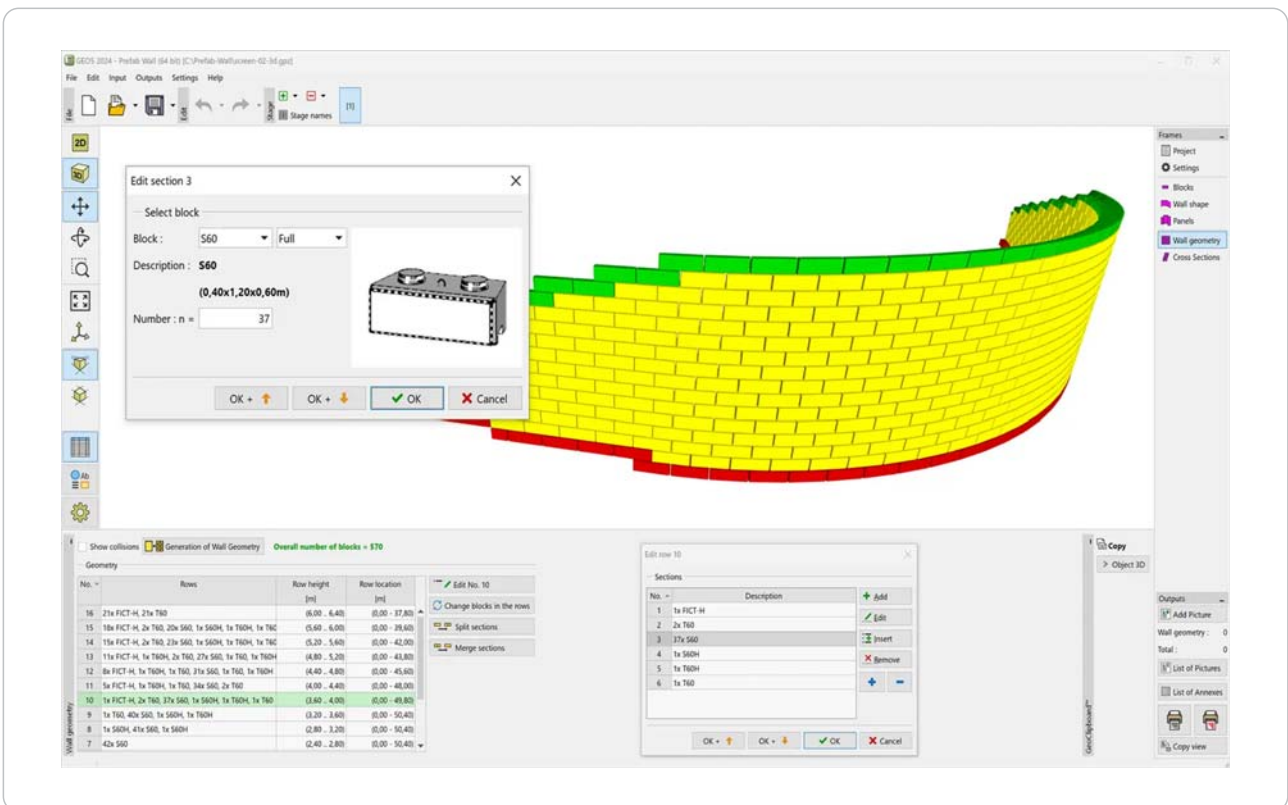 GEO5 2024 - Prefab Wall (64 bit) [C:\Prefab-Wall\screen-02-3d.gpz]
File Edit Input Outputs Settings Help
File
Edit
Stage
Stage names
[1]
2D
3D
Edit section 3
Select block
Block : S60 Full
Description : S60
(0,40x1,20x0,60m)
Number : n = 37
OK + OK + OK Cancel
Frames
Project
Settings
Blocks
Wall shape
Panels
Wall geometry
Cross Sections
Wall geometry
Show collisions Generation of Wall Geometry Overall number of blocks = 570
Geometry
No. Rows Row height Row location
[m] [m]
16 21x FICT-H, 21x T60 (6,00 .. 6,40) (0,00 - 37,80)
15 18x FICT-H, 2x T60, 20x S60, 1x S60H, 1x T60H, 1x T60 (5,60 .. 6,00) (0,00 - 39,60)
14 15x FICT-H, 2x T60, 23x S60, 1x S60H, 1x T60H, 1x T60 (5,20 .. 5,60) (0,00 - 42,00)
13 11x FICT-H, 1x T60H, 2x T60, 27x S60, 1x T60, 1x T60H (4,80 .. 5,20) (0,00 - 43,80)
12 8x FICT-H, 1x T60H, 1x T60, 31x S60, 1x T60, 1x T60H (4,40 .. 4,80) (0,00 - 45,60)
11 5x FICT-H, 1x T60H, 1x T60, 34x S60, 2x T60 (4,00 .. 4,40) (0,00 - 48,00)
10 1x FICT-H, 2x T60, 37x S60, 1x S60H, 1x T60H, 1x T60 (3,60 .. 4,00) (0,00 - 49,80)
9 1x T60, 40x S60, 1x S60H, 1x T60H (3,20 .. 3,60) (0,00 - 50,40)
8 1x S60H, 41x S60, 1x S60H (2,80 .. 3,20) (0,00 - 50,40)
7 42x S60 (2,40 .. 2,80) (0,00 - 50,40)
Edit No. 10
Change blocks in the rows
Split sections
Merge sections
Edit row 10
Sections
No. Description
1 1x FICT-H
2 2x T60
3 37x S60
4 1x S60H
5 1x T60H
6 1x T60
Add
Edit
Insert
Remove
OK + OK + OK Cancel
GeoClipboard™
Copy
> Object 3D
Outputs
Add Picture
Wall geometry : 0
Total : 0
List of Pictures
List of Annexes
Copy view